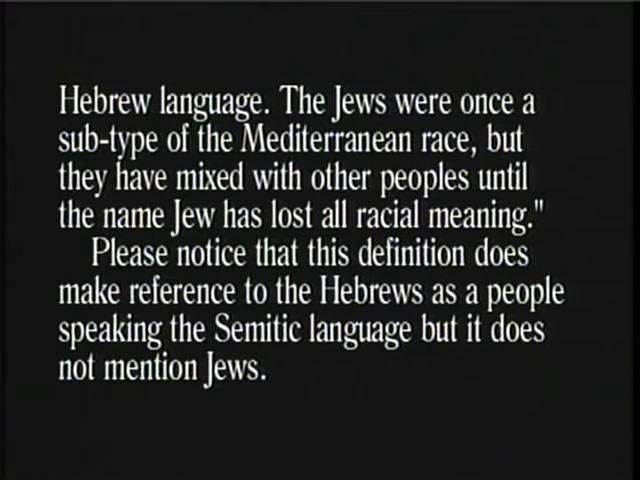 Hebrew language. The Jews were once a
sub-type of the Mediterranean race, but
they have mixed with other peoples until
the name Jew has lost all racial meaning."
Please notice that this definition does
make reference to the Hebrews as a people
speaking the Semitic language but it does
not mention Jews.